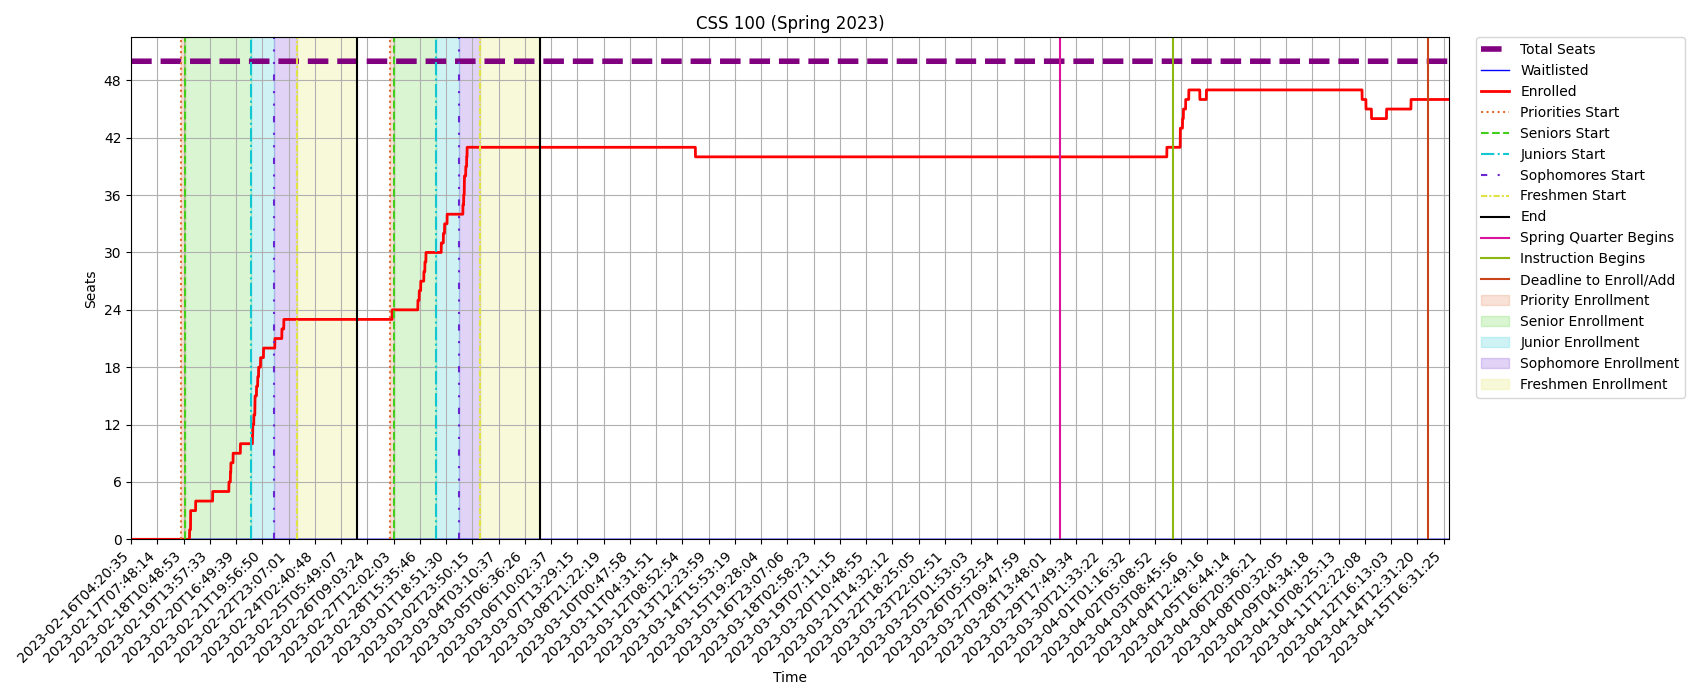 CSS 100 (Spring 2023)
Seats
48
42
36
30
24
18
12
6
0
2023-02-16T04:20:35
2023-02-17T07:48:14
2023-02-18T10:48:53
2023-02-19T13:57:33
2023-02-20T16:49:39
2023-02-21T19:56:50
2023-02-22T23:07:01
2023-02-24T02:40:48
2023-02-25T05:49:07
2023-02-26T09:03:24
2023-02-27T12:02:03
2023-02-28T15:35:46
2023-03-01T18:51:30
2023-03-02T23:50:15
2023-03-04T03:10:37
2023-03-05T06:36:26
2023-03-06T10:02:37
2023-03-07T13:29:15
2023-03-08T21:22:19
2023-03-10T00:47:58
2023-03-11T04:31:51
2023-03-12T08:52:54
2023-03-13T12:23:59
2023-03-14T15:53:19
2023-03-15T19:28:04
2023-03-16T23:07:06
2023-03-18T02:58:23
2023-03-19T07:11:15
2023-03-20T10:48:55
2023-03-21T14:32:12
2023-03-22T18:25:05
2023-03-23T22:02:51
2023-03-25T01:53:03
2023-03-26T05:52:54
2023-03-27T09:47:59
2023-03-28T13:48:01
2023-03-29T17:49:34
2023-03-30T21:33:22
2023-04-01T01:16:32
2023-04-02T05:08:52
2023-04-03T08:45:56
2023-04-04T12:49:16
2023-04-05T16:44:14
2023-04-06T20:36:21
2023-04-08T00:32:05
2023-04-09T04:34:18
2023-04-10T08:25:13
2023-04-11T12:22:08
2023-04-12T16:13:03
2023-04-14T12:31:20
2023-04-15T16:31:25
Time
Total Seats
Waitlisted
Enrolled
Priorities Start
Seniors Start
Juniors Start
Sophomores Start
Freshmen Start
End
Spring Quarter Begins
Instruction Begins
Deadline to Enroll/Add
Priority Enrollment
Senior Enrollment
Junior Enrollment
Sophomore Enrollment
Freshmen Enrollment